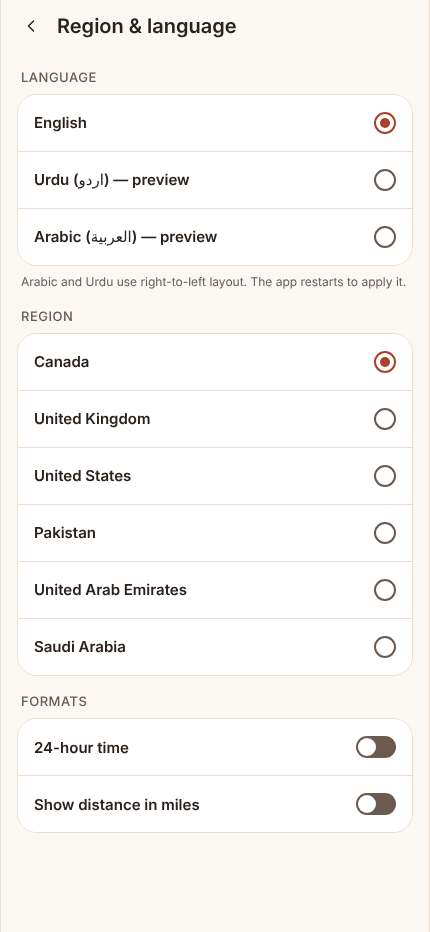 Region & language
LANGUAGE
English
Urdu (اردو) — preview
Arabic (العربية) — preview
Arabic and Urdu use right-to-left layout. The app restarts to apply it.
REGION
Canada
United Kingdom
United States
Pakistan
United Arab Emirates
Saudi Arabia
FORMATS
24-hour time
Show distance in miles